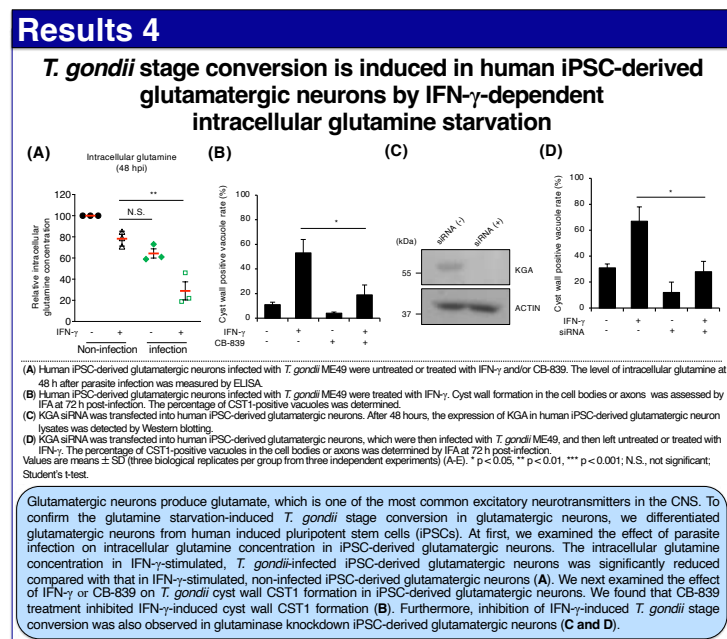 Results 4
T. gondii stage conversion is induced in human iPSC-derived
glutamatergic neurons by IFN-γ-dependent
intracellular glutamine starvation
(A)
Intracellular glutamine
(48 hpi)
**
N.S.
120
100
80
60
40
20
0
Relative intracellular
glutamine concentration
IFN-γ - + - +
Non-infection infection
(B)
Cyst wall positive vacuole rate (%)
100
80
60
40
20
0
*
IFN-γ - + - +
CB-839 - - + +
(C)
siRNA (-)
siRNA (+)
(kDa)
55
KGA
37
ACTIN
(D)
Cyst wall positive vacuole rate (%)
100
80
60
40
20
0
*
IFN-γ - + - +
siRNA - - + +
(A) Human iPSC-derived glutamatergic neurons infected with T. gondii ME49 were untreated or treated with IFN-γ and/or CB-839. The level of intracellular glutamine at
48 h after parasite infection was measured by ELISA.
(B) Human iPSC-derived glutamatergic neurons infected with T. gondii ME49 were treated with IFN-γ. Cyst wall formation in the cell bodies or axons was assessed by
IFA at 72 h post-infection. The percentage of CST1-positive vacuoles was determined.
(C) KGA siRNA was transfected into human iPSC-derived glutamatergic neurons. After 48 hours, the expression of KGA in human iPSC-derived glutamatergic neuron
lysates was detected by Western blotting.
(D) KGA siRNA was transfected into human iPSC-derived glutamatergic neurons, which were then infected with T. gondii ME49, and then left untreated or treated with
IFN-γ. The percentage of CST1-positive vacuoles in the cell bodies or axons was determined by IFA at 72 h post-infection.
Values are means ± SD (three biological replicates per group from three independent experiments) (A-E). * p < 0.05, ** p < 0.01, *** p < 0.001; N.S., not significant;
Student's t-test.
Glutamatergic neurons produce glutamate, which is one of the most common excitatory neurotransmitters in the CNS. To
confirm the glutamine starvation-induced T. gondii stage conversion in glutamatergic neurons, we differentiated
glutamatergic neurons from human induced pluripotent stem cells (iPSCs). At first, we examined the effect of parasite
infection on intracellular glutamine concentration in iPSC-derived glutamatergic neurons. The intracellular glutamine
concentration in IFN-γ-stimulated, T. gondii-infected iPSC-derived glutamatergic neurons was significantly reduced
compared with that in IFN-γ-stimulated, non-infected iPSC-derived glutamatergic neurons (A). We next examined the effect
of IFN-γ or CB-839 on T. gondii cyst wall CST1 formation in iPSC-derived glutamatergic neurons. We found that CB-839
treatment inhibited IFN-γ-induced cyst wall CST1 formation (B). Furthermore, inhibition of IFN-γ-induced T. gondii stage
conversion was also observed in glutaminase knockdown iPSC-derived glutamatergic neurons (C and D).